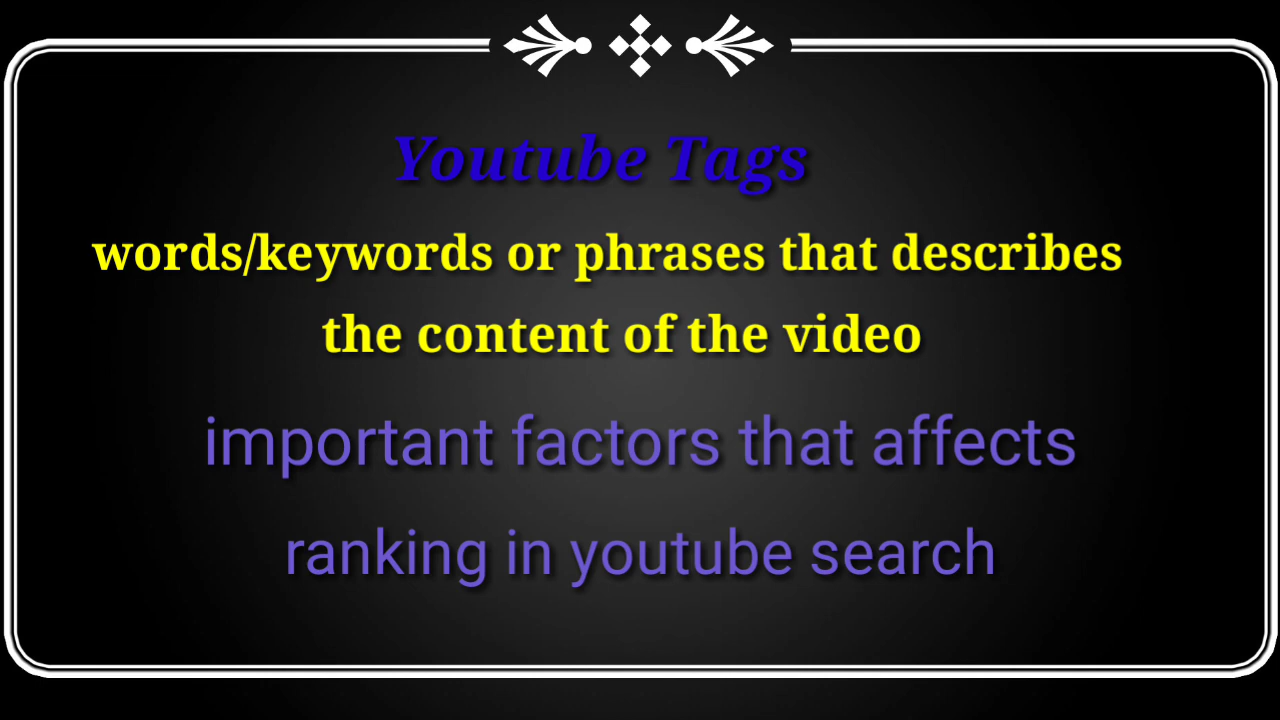 Youtube Tags
words/keywords or phrases that describes
the content of the video
important factors that affects
ranking in youtube search